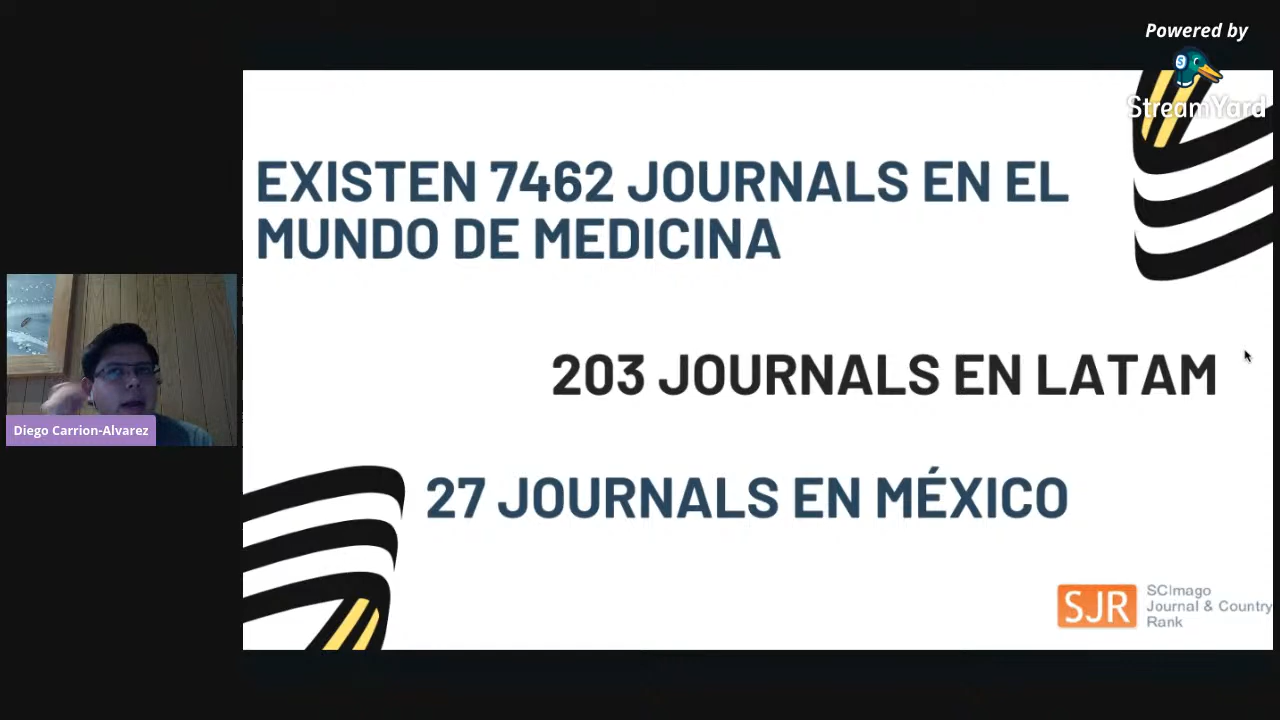 Powered by
S
StreamYard
EXISTEN 7462 JOURNALS EN EL
MUNDO DE MEDICINA
203 JOURNALS EN LATAM
Diego Carrion-Alvarez
27 JOURNALS EN MÉXICO
SJR
SCImago
Journal & Country
Rank